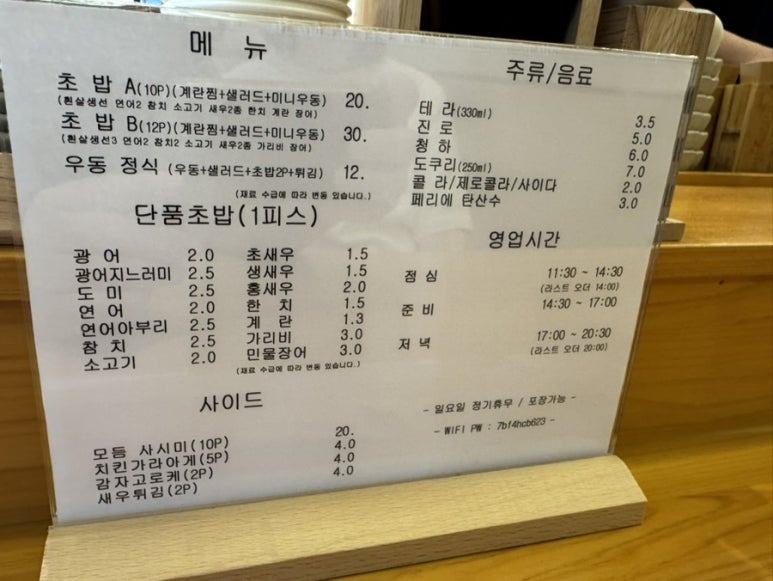 메 뉴
초 밥 A(10P)(계란찜+샐러드+미니우동) 20.
(흰살생선 연어2 참치 소고기 새우2종 한치 계란 장어)
초 밥 B(12P)(계란찜+샐러드+미니우동) 30.
(흰살생선3 연어2 참치2 소고기 새우2종 가리비 장어)
우동 정식 (우동+샐러드+초밥2P+튀김) 12.
(재료 수급에 따라 변동 있습니다.)
단품초밥(1피스)
광 어 2.0 초새우 1.5
광어지느러미 2.5 생새우 1.5
도 미 2.5 홍새우 2.0
연 어 2.0 한 치 1.5
연어아부리 2.5 계 란 1.3
참 치 2.5 가리비 3.0
소고기 2.0 민물장어 3.0
(재료 수급에 따라 변동 있습니다.)
사이드
모듬 사시미(10P) 20.
치킨가라아게(5P) 4.0
감자고로케(2P) 4.0
새우튀김(2P) 4.0
주류/음료
테 라(330ml) 3.5
진 로 5.0
청 하 6.0
도쿠리(250ml) 7.0
콜 라/제로콜라/사이다 2.0
페리에 탄산수 3.0
영업시간
점 심 11:30 ~ 14:30
(라스트 오더 14:00)
준 비 14:30 ~ 17:00
저 녁 17:00 ~ 20:30
(라스트 오더 20:00)
- 일요일 정기휴무 / 포장가능 -
- WIFI PW : 7b14hcb623 -